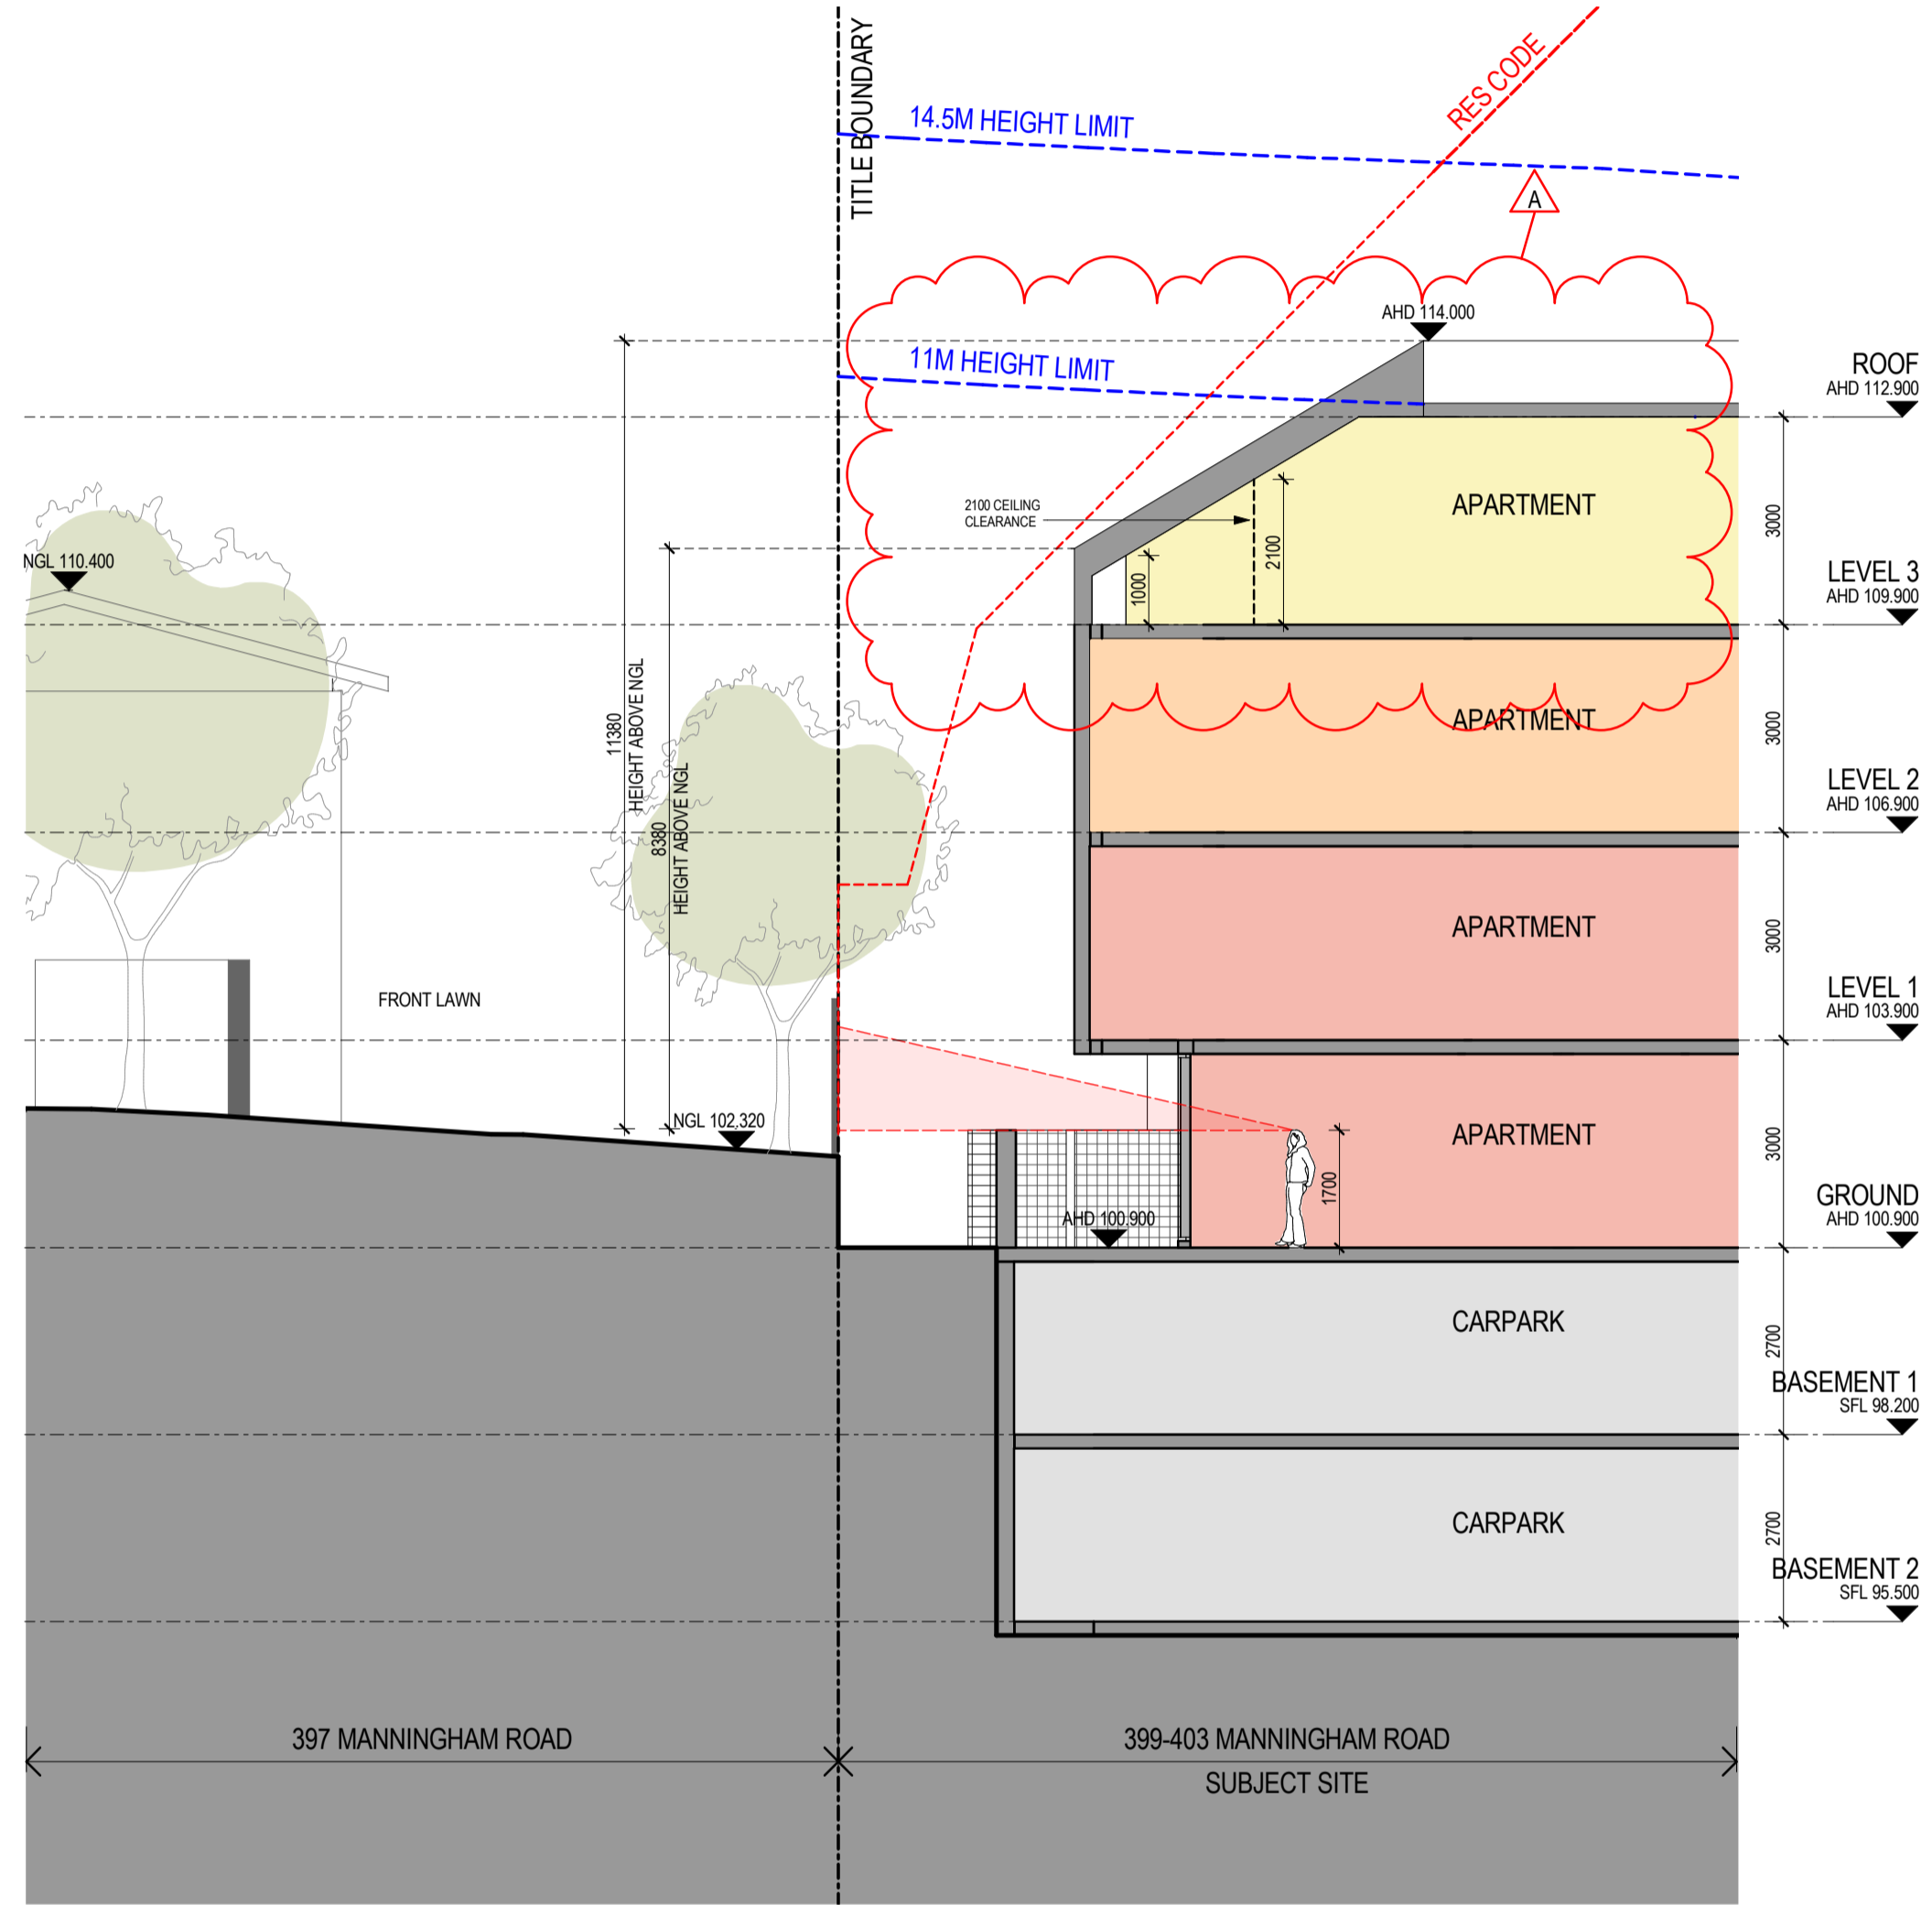 TITLE BOUNDARY
14.5M HEIGHT LIMIT
RES CODE
A
AHD 114.000
11M HEIGHT LIMIT
ROOF
AHD 112.900
2100 CEILING
CLEARANCE
APARTMENT
3000
2100
1000
NGL 110.400
LEVEL 3
AHD 109.900
11380
HEIGHT ABOVE NGL
8380
HEIGHT ABOVE NGL
APARTMENT
3000
LEVEL 2
AHD 106.900
APARTMENT
3000
FRONT LAWN
LEVEL 1
AHD 103.900
NGL 102.320
APARTMENT
3000
1700
AHD 100.900
GROUND
AHD 100.900
CARPARK
2700
BASEMENT 1
SFL 98.200
CARPARK
2700
BASEMENT 2
SFL 95.500
397 MANNINGHAM ROAD
399-403 MANNINGHAM ROAD
SUBJECT SITE